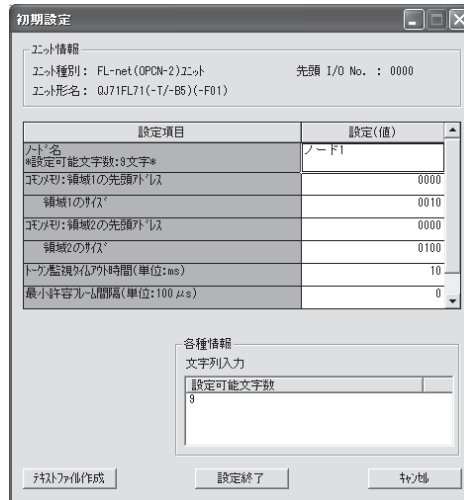 初期設定
ユニット情報
ユニット種別: FL-net(OPCN-2)ユニット 先頭 I/O No. : 0000
ユニット形名: QJ71FL71(-T/-B5)(-F01)
設定項目 設定(値)
ノード名 ノード1
*設定可能文字数:9文字*
コモンメモリ:領域1の先頭アドレス 0000
領域1のサイズ 0010
コモンメモリ:領域2の先頭アドレス 0000
領域2のサイズ 0100
トークン監視タイムアウト時間(単位:ms) 10
最小許容フレーム間隔(単位:100μs) 0
各種情報
文字列入力
設定可能文字数
9
テキストファイル作成 設定終了 キャンセル